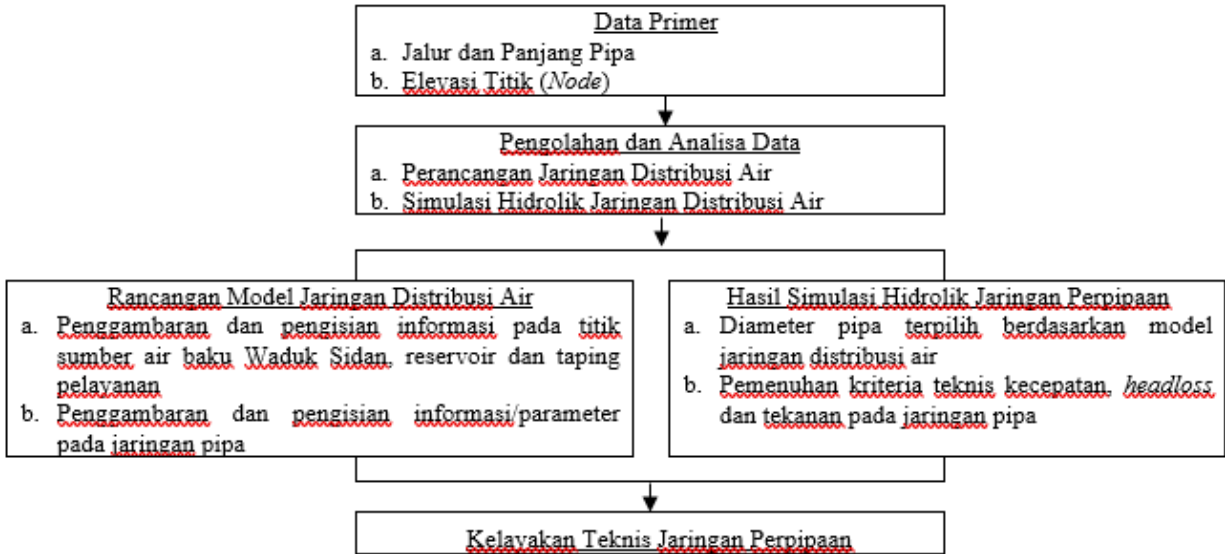 Data Primer
a. Jalur dan Panjang Pipa
b. Elevasi Titik (Node)
Pengolahan dan Analisa Data
a. Perancangan Jaringan Distribusi Air
b. Simulasi Hidrolik Jaringan Distribusi Air
Rancangan Model Jaringan Distribusi Air
a. Penggambaran dan pengisian informasi pada titik
sumber air baku Waduk Sidan, reservoir dan taping
pelayanan
b. Penggambaran dan pengisian informasi/parameter
pada jaringan pipa
Hasil Simulasi Hidrolik Jaringan Perpipaan
a. Diameter pipa terpilih berdasarkan model
jaringan distribusi air
b. Pemenuhan kriteria teknis kecepatan, headloss
dan tekanan pada jaringan pipa
Kelayakan Teknis Jaringan Perpipaan